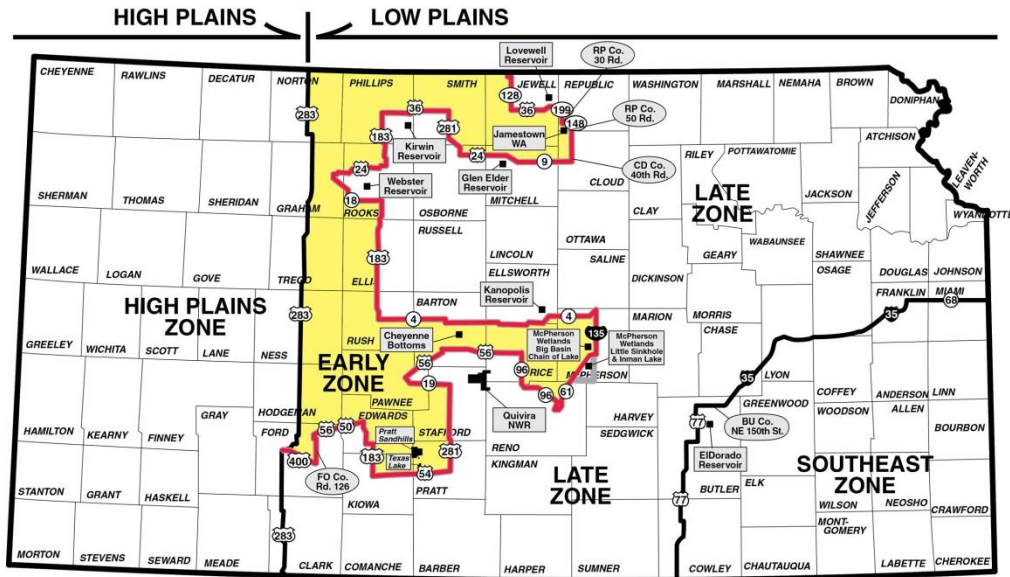 HIGH PLAINS
LOW PLAINS
CHEYENNE
RAWLINS
DECATUR
NORTON
PHILLIPS
SMITH
JEWELL
REPUBLIC
WASHINGTON
MARSHALL
NEMAHA
BROWN
DONIPHAN
Lovewell
Reservoir
RP Co.
30 Rd.
RP Co.
50 Rd.
283
128
36
199
148
36
281
183
Kirwin
Reservoir
Jamestown
WA
ATCHISON
24
9
24
18
Webster
Reservoir
Glen Elder
Reservoir
CD Co.
40th Rd.
SHERMAN
THOMAS
SHERIDAN
GRAHAM
ROOKS
OSBORNE
MITCHELL
CLOUD
CLAY
RILEY
POTTAWATOMIE
JACKSON
JEFFERSON
LEAVEN-
WORTH
WYANDOTTE
LATE
ZONE
RUSSELL
LINCOLN
OTTAWA
WALLACE
LOGAN
GOVE
TREGO
ELLIS
183
ELLSWORTH
SALINE
DICKINSON
GEARY
WABAUNSEE
SHAWNEE
OSAGE
DOUGLAS
JOHNSON
FRANKLIN
MIAMI
68
35
HIGH PLAINS
ZONE
283
BARTON
Kanopolis
Reservoir
4
4
MARION
MORRIS
CHASE
GREELEY
WICHITA
SCOTT
LANE
NESS
RUSH
Cheyenne
Bottoms
135
McPherson
Wetlands
Big Basin
Chain of Lake
McPherson
Wetlands
Little Sinkhole
& Inman Lake
EARLY
ZONE
56
56
96
RICE
MCPHERSON
19
96
61
35
LYON
COFFEY
ANDERSON
LINN
PAWNEE
Quivira
NWR
HARVEY
GREENWOOD
WOODSON
ALLEN
BOURBON
HAMILTON
KEARNY
FINNEY
GRAY
HODGEMAN
FORD
EDWARDS
STAFFORD
RENO
SEDGWICK
77
BU Co.
NE 150th St.
ElDorado
Reservoir
56
50
Pratt
Sandhills
Texas
Lake
400
FO Co.
Rd. 126
183
54
281
KINGMAN
BUTLER
ELK
SOUTHEAST
ZONE
STANTON
GRANT
HASKELL
KIOWA
PRATT
LATE
ZONE
77
WILSON
NEOSHO
CRAWFORD
MONT-
GOMERY
283
MORTON
STEVENS
SEWARD
MEADE
CLARK
COMANCHE
BARBER
HARPER
SUMNER
COWLEY
CHAUTAUQUA
LABETTE
CHEROKEE